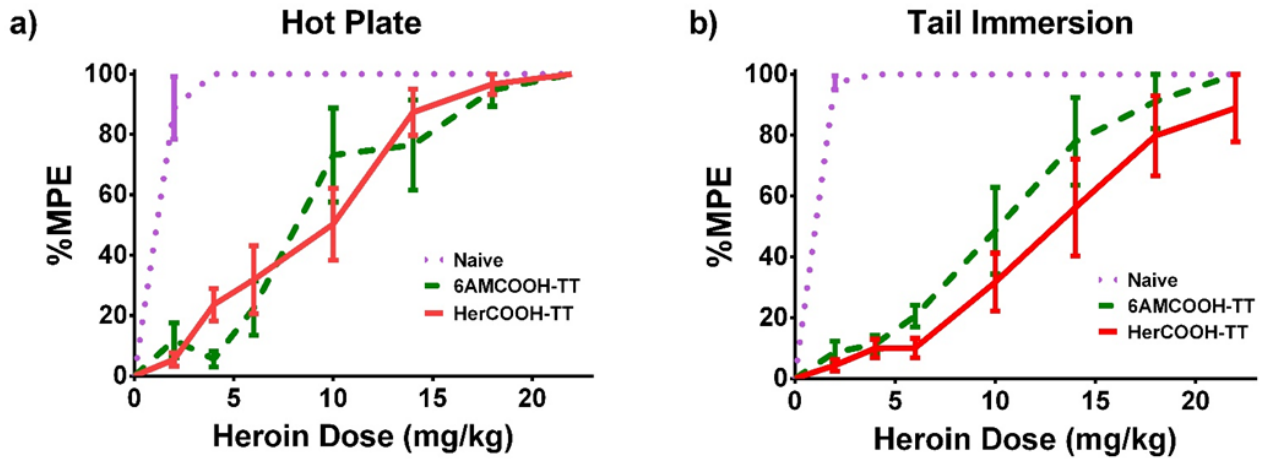 a)
Hot Plate
%MPE
100
80
60
40
20
0
0
5
10
15
20
Heroin Dose (mg/kg)
Naive
6AMCOOH-TT
HerCOOH-TT
b)
Tail Immersion
%MPE
100
80
60
40
20
0
0
5
10
15
20
Heroin Dose (mg/kg)
Naive
6AMCOOH-TT
HerCOOH-TT